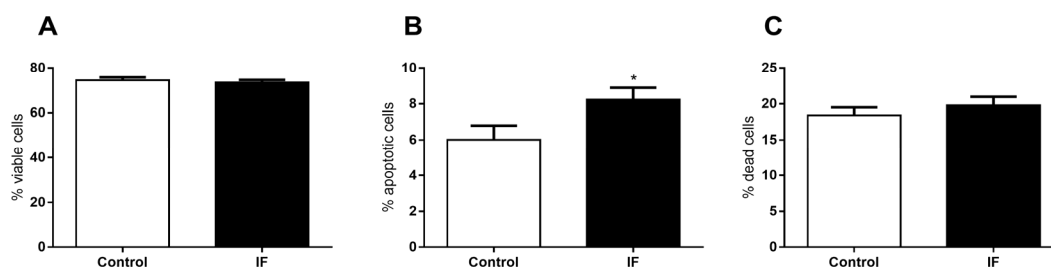 A
% viable cells
80
60
40
20
0
Control
IF
B
% apoptotic cells
10
8
6
4
2
0
*
Control
IF
C
% dead cells
25
20
15
10
5
0
Control
IF